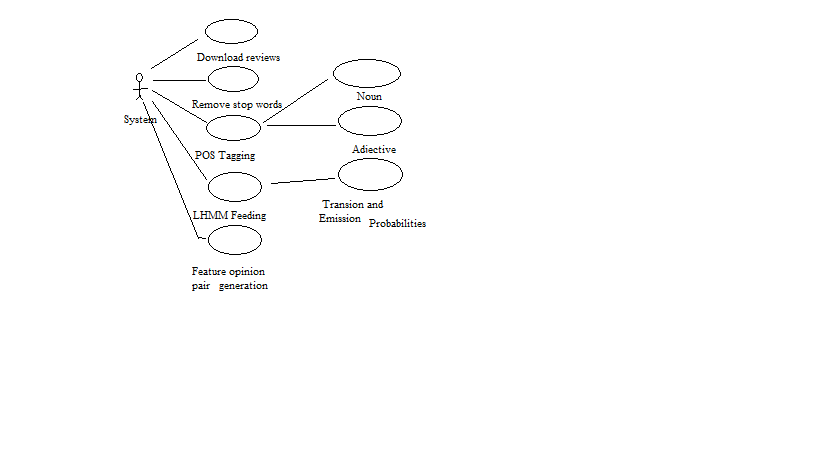 Download reviews
Remove stop words
Noun
System
POS Tagging
Adjective
LHMM Feeding
Transion and
Emission Probabilities
Feature opinion
pair generation